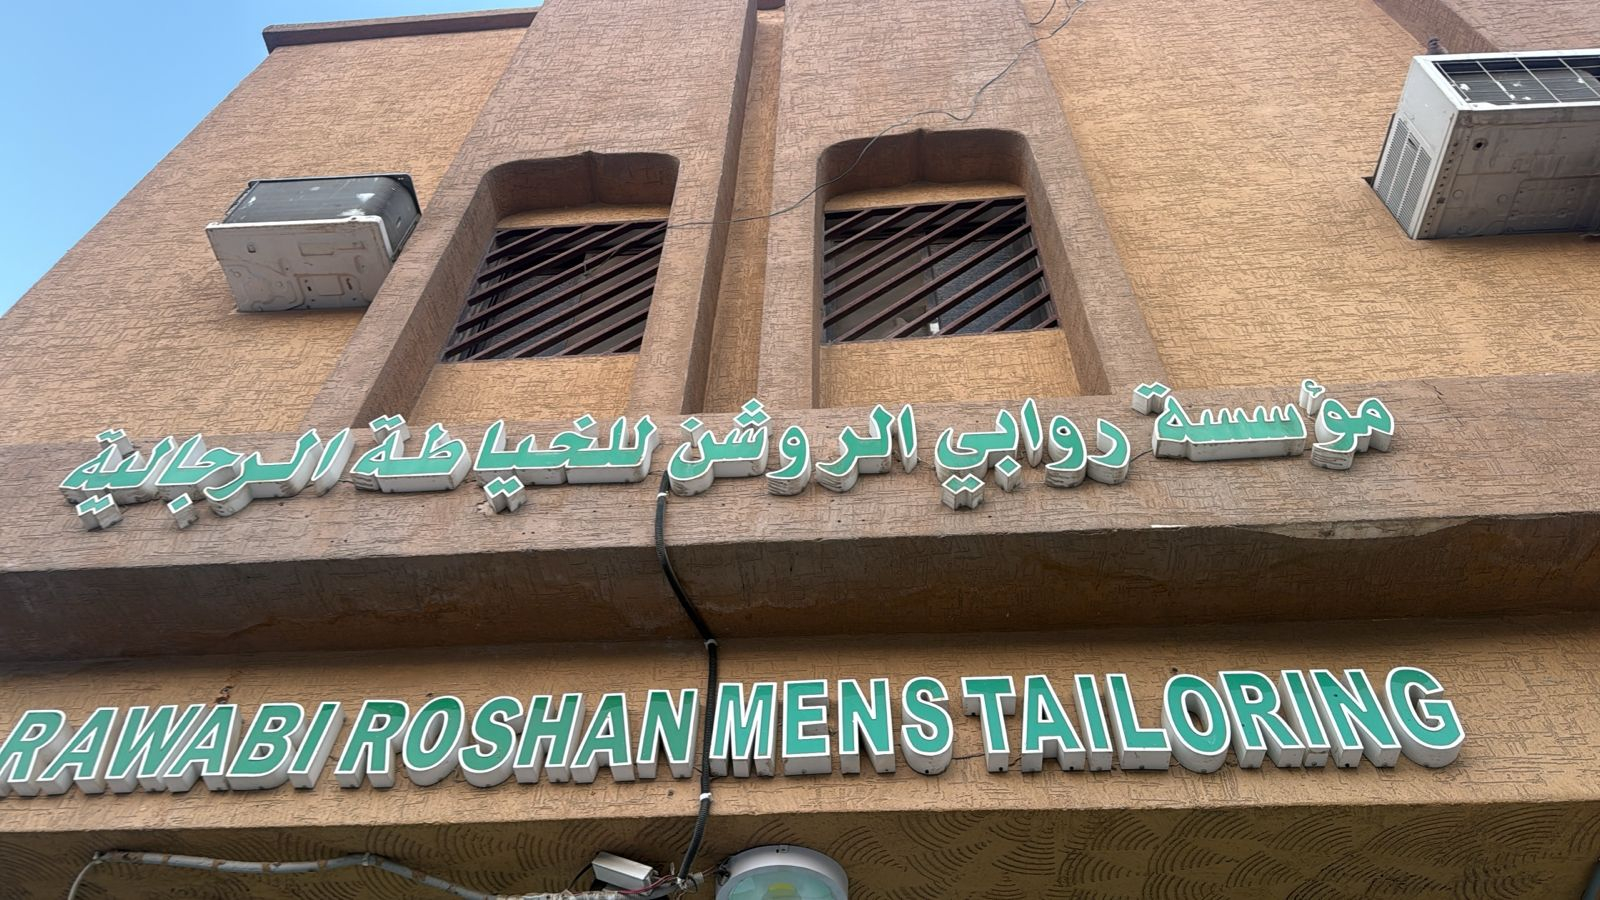 مؤسسة روابي الروشن للخياطة الرجالية
RAWABI ROSHAN MENS TAILORING